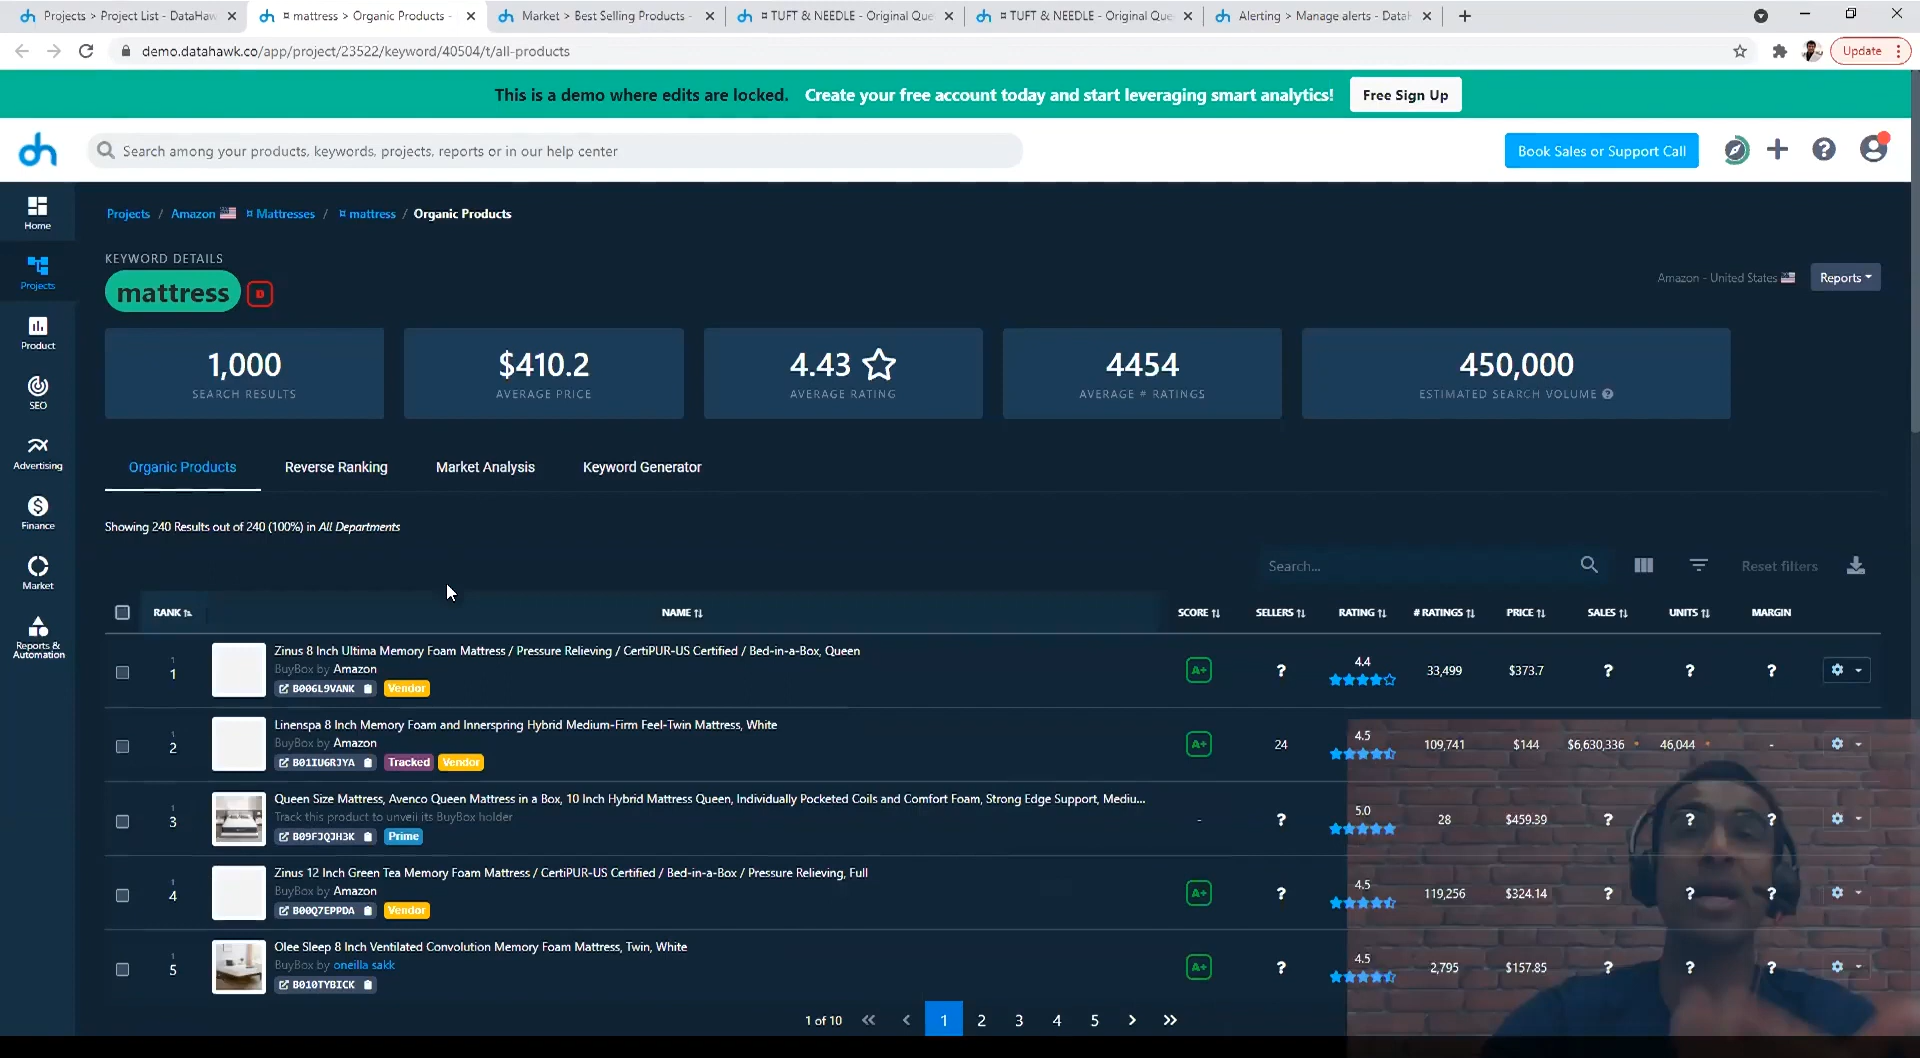 Projects > Project List - DataHaw
¤ mattress > Organic Products -
Market > Best Selling Products -
¤ TUFT & NEEDLE - Original Que
¤ TUFT & NEEDLE - Original Que
Alerting > Manage alerts - DataH
demo.datahawk.co/app/project/23522/keyword/40504/t/all-products
Update
This is a demo where edits are locked. Create your free account today and start leveraging smart analytics! Free Sign Up
dh Search among your products, keywords, projects, reports or in our help center
Book Sales or Support Call
Home
Projects
Product
SEO
Advertising
Finance
Market
Reports &
Automation
Projects / Amazon ¤ Mattresses / ¤ mattress / Organic Products
KEYWORD DETAILS
mattress D
Amazon - United States Reports
1,000
SEARCH RESULTS
$410.2
AVERAGE PRICE
4.43
AVERAGE RATING
4454
AVERAGE # RATINGS
450,000
ESTIMATED SEARCH VOLUME ?
Organic Products Reverse Ranking Market Analysis Keyword Generator
Showing 240 Results out of 240 (100%) in All Departments
Search... Reset filters
RANK NAME SCORE SELLERS RATING # RATINGS PRICE SALES UNITS MARGIN
1
1
Zinus 8 Inch Ultima Memory Foam Mattress / Pressure Relieving / CertiPUR-US Certified / Bed-in-a-Box, Queen
BuyBox by Amazon
B006L9VANK Vendor
A+ ? 4.4 33,499 $373.7 ? ? ?
1
2
Linenspa 8 Inch Memory Foam and Innerspring Hybrid Medium-Firm Feel-Twin Mattress, White
BuyBox by Amazon
B01IU6RJYA Tracked Vendor
A+ 24 4.5 109,741 $144 $6,630,336 46,044 -
1
3
Queen Size Mattress, Avenco Queen Mattress in a Box, 10 Inch Hybrid Mattress Queen, Individually Pocketed Coils and Comfort Foam, Strong Edge Support, Mediu...
Track this product to unveil its BuyBox holder
B09FJQJH3K Prime
- ? 5.0 28 $459.39 ? ? ?
1
4
Zinus 12 Inch Green Tea Memory Foam Mattress / CertiPUR-US Certified / Bed-in-a-Box / Pressure Relieving, Full
BuyBox by Amazon
B00Q7EPPDA Vendor
A+ ? 4.5 119,256 $324.14 ? ? ?
1
5
Olee Sleep 8 Inch Ventilated Convolution Memory Foam Mattress, Twin, White
BuyBox by oneilla sakk
B010TYBICK
A+ ? 4.5 2,795 $157.85 ? ? ?
1 of 10 « ‹ 1 2 3 4 5 › »